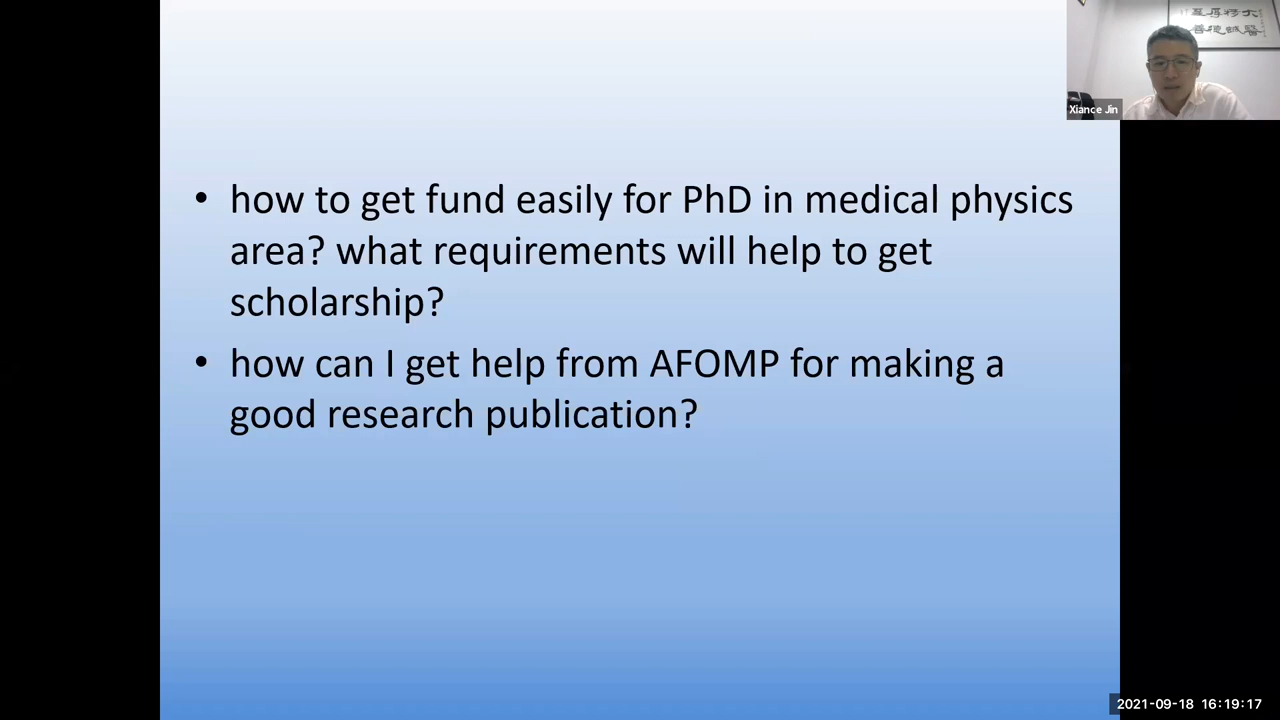 • how to get fund easily for PhD in medical physics
area? what requirements will help to get
scholarship?
• how can I get help from AFOMP for making a
good research publication?
Xiance Jin
2021-09-18 16:19:17